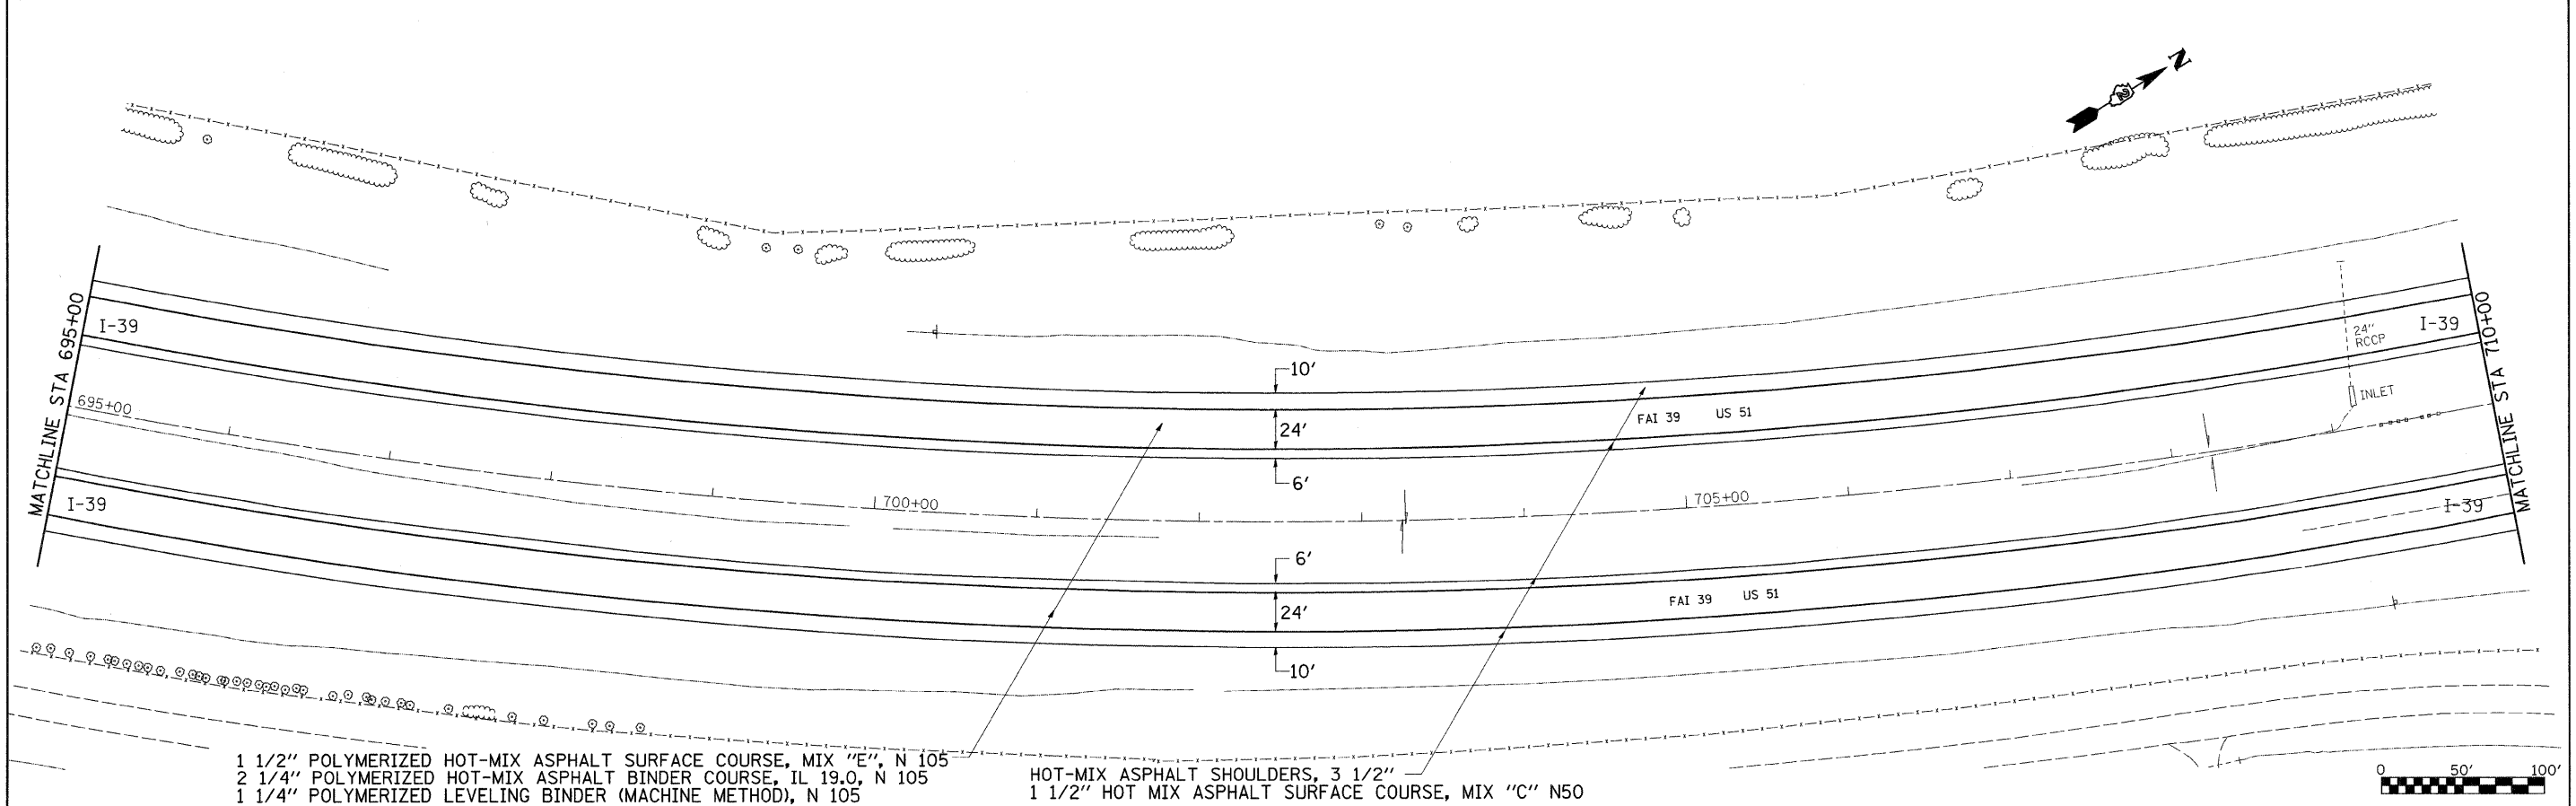 N
2
MATCHLINE STA 695+00
I-39
695+00
I-39
10'
24'
6'
700+00
FAI 39 US 51
705+00
6'
24'
FAI 39 US 51
10'
24"
RCCP
I-39
INLET
I-39
MATCHLINE STA 710+00
1 1/2" POLYMERIZED HOT-MIX ASPHALT SURFACE COURSE, MIX "E", N 105
2 1/4" POLYMERIZED HOT-MIX ASPHALT BINDER COURSE, IL 19.0, N 105
1 1/4" POLYMERIZED LEVELING BINDER (MACHINE METHOD), N 105
HOT-MIX ASPHALT SHOULDERS, 3 1/2"
1 1/2" HOT MIX ASPHALT SURFACE COURSE, MIX "C" N50
0 50' 100'